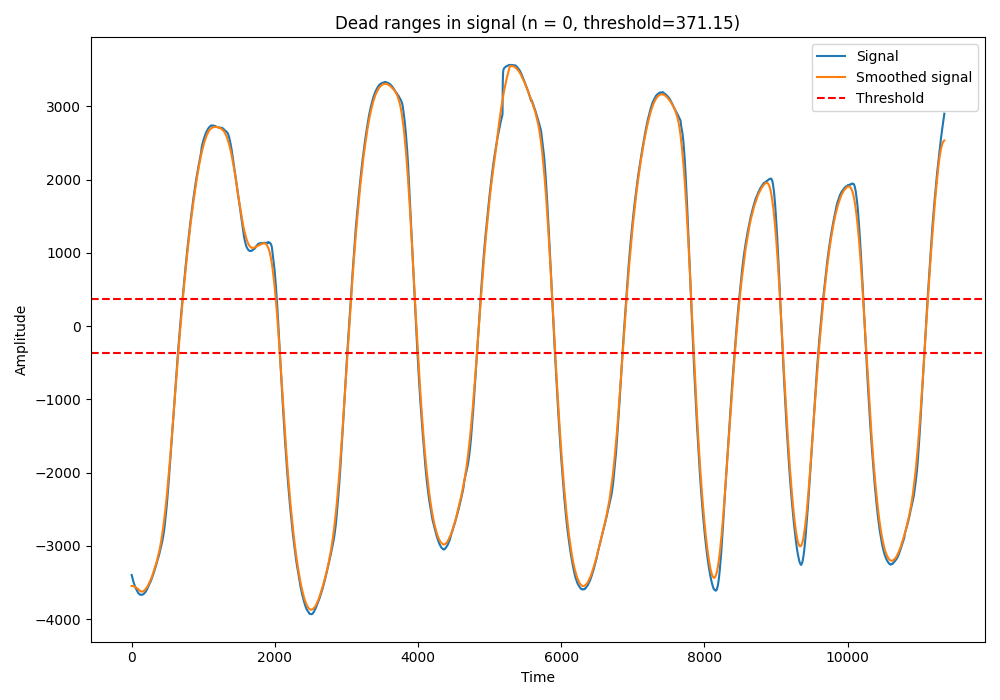 Dead ranges in signal (n = 0, threshold=371.15)
Signal
Smoothed signal
Threshold
Amplitude
3000
2000
1000
0
−1000
−2000
−3000
−4000
0
2000
4000
6000
8000
10000
Time